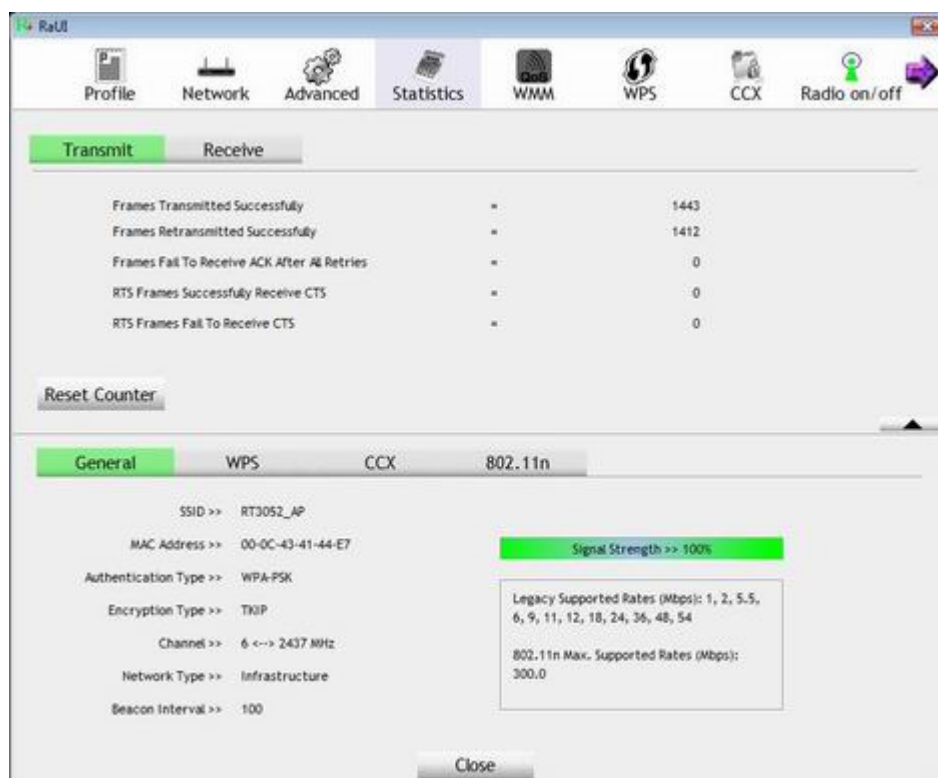 RaUI
Profile Network Advanced Statistics QoS WMM WPS CCX Radio on/off
Transmit Receive
Frames Transmitted Successfully = 1443
Frames Retransmitted Successfully = 1412
Frames Fail To Receive ACK After All Retries = 0
RTS Frames Successfully Receive CTS = 0
RTS Frames Fail To Receive CTS = 0
Reset Counter
General WPS CCX 802.11n
SSID >> RT3052_AP
MAC Address >> 00-0C-43-41-44-E7
Authentication Type >> WPA-PSK
Encryption Type >> TKIP
Channel >> 6 <--> 2437 MHz
Network Type >> Infrastructure
Beacon Interval >> 100
Signal Strength >> 100%
Legacy Supported Rates (Mbps): 1, 2, 5.5,
6, 9, 11, 12, 18, 24, 36, 48, 54
802.11n Max. Supported Rates (Mbps):
300.0
Close